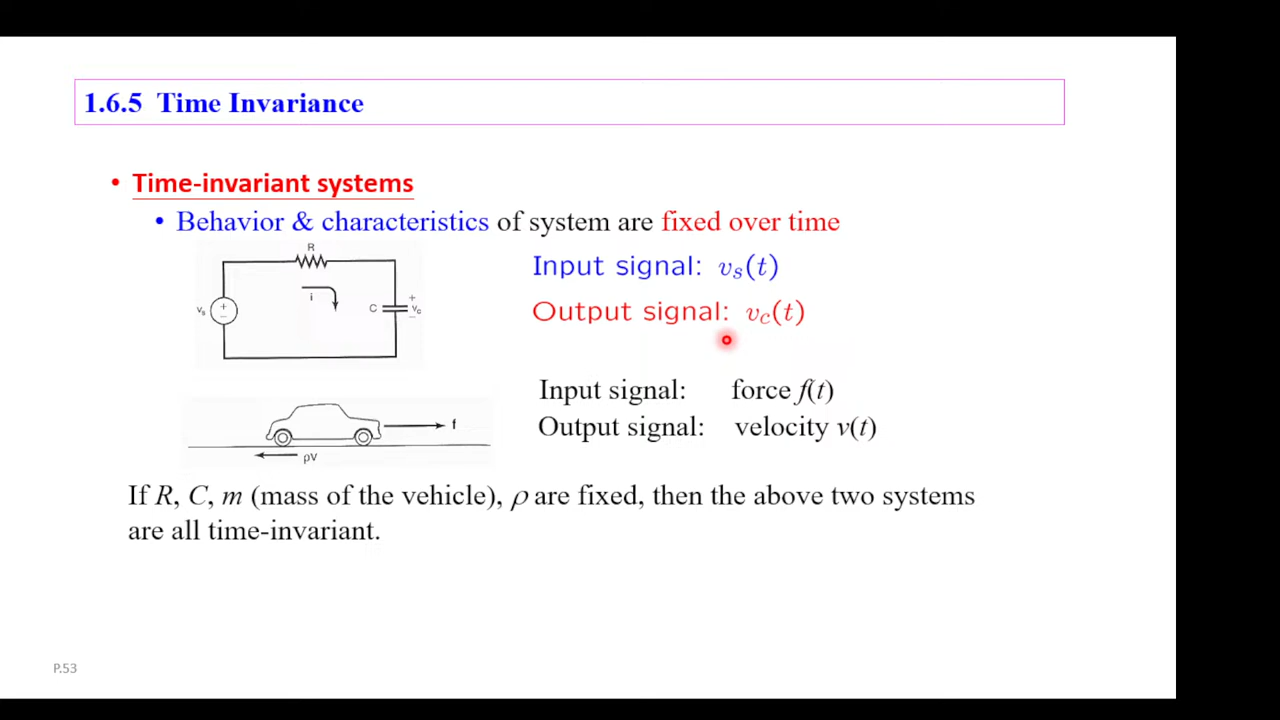 1.6.5 Time Invariance
• Time-invariant systems
• Behavior & characteristics of system are fixed over time
R
i
C
+
vc
−
vs
+
−
Input signal: vs(t)
Output signal: vc(t)
f
ρv
Input signal: force f(t)
Output signal: velocity v(t)
If R, C, m (mass of the vehicle), ρ are fixed, then the above two systems
are all time-invariant.
P.53